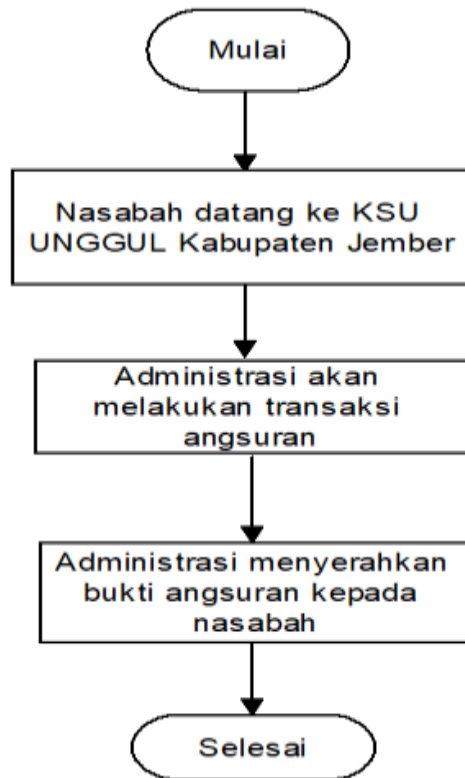 Mulai
Nasabah datang ke KSU
UNGGUL Kabupaten Jember
Administrasi akan
melakukan transaksi
angsuran
Administrasi menyerahkan
bukti angsuran kepada
nasabah
Selesai